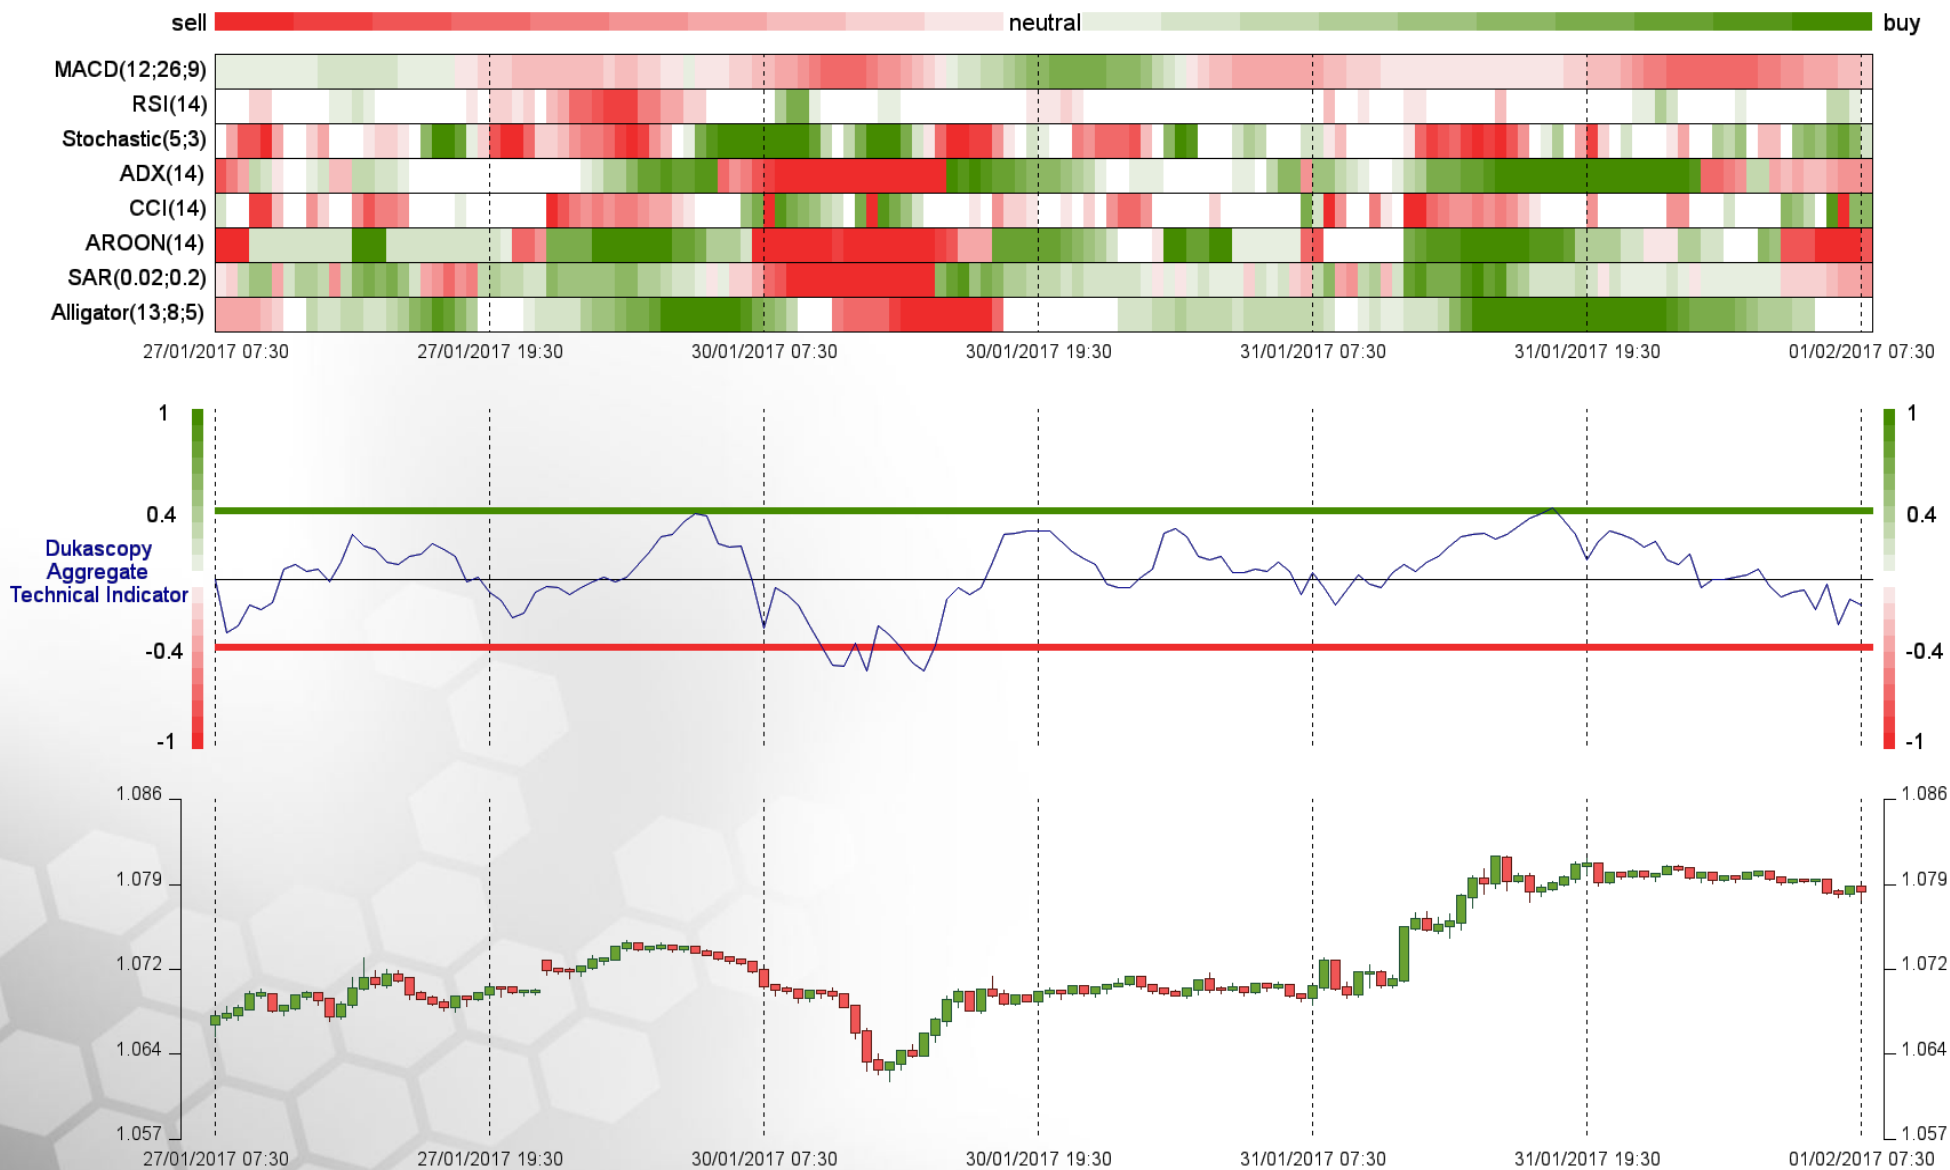 sell neutral buy
MACD(12;26;9)
RSI(14)
Stochastic(5;3)
ADX(14)
CCI(14)
AROON(14)
SAR(0.02;0.2)
Alligator(13;8;5)
27/01/2017 07:30 27/01/2017 19:30 30/01/2017 07:30 30/01/2017 19:30 31/01/2017 07:30 31/01/2017 19:30 01/02/2017 07:30
1 1
0.4 0.4
Dukascopy
Aggregate
Technical Indicator
-0.4 -0.4
-1 -1
1.086 1.086
1.079 1.079
1.072 1.072
1.064 1.064
1.057 1.057
27/01/2017 07:30 27/01/2017 19:30 30/01/2017 07:30 30/01/2017 19:30 31/01/2017 07:30 31/01/2017 19:30 01/02/2017 07:30